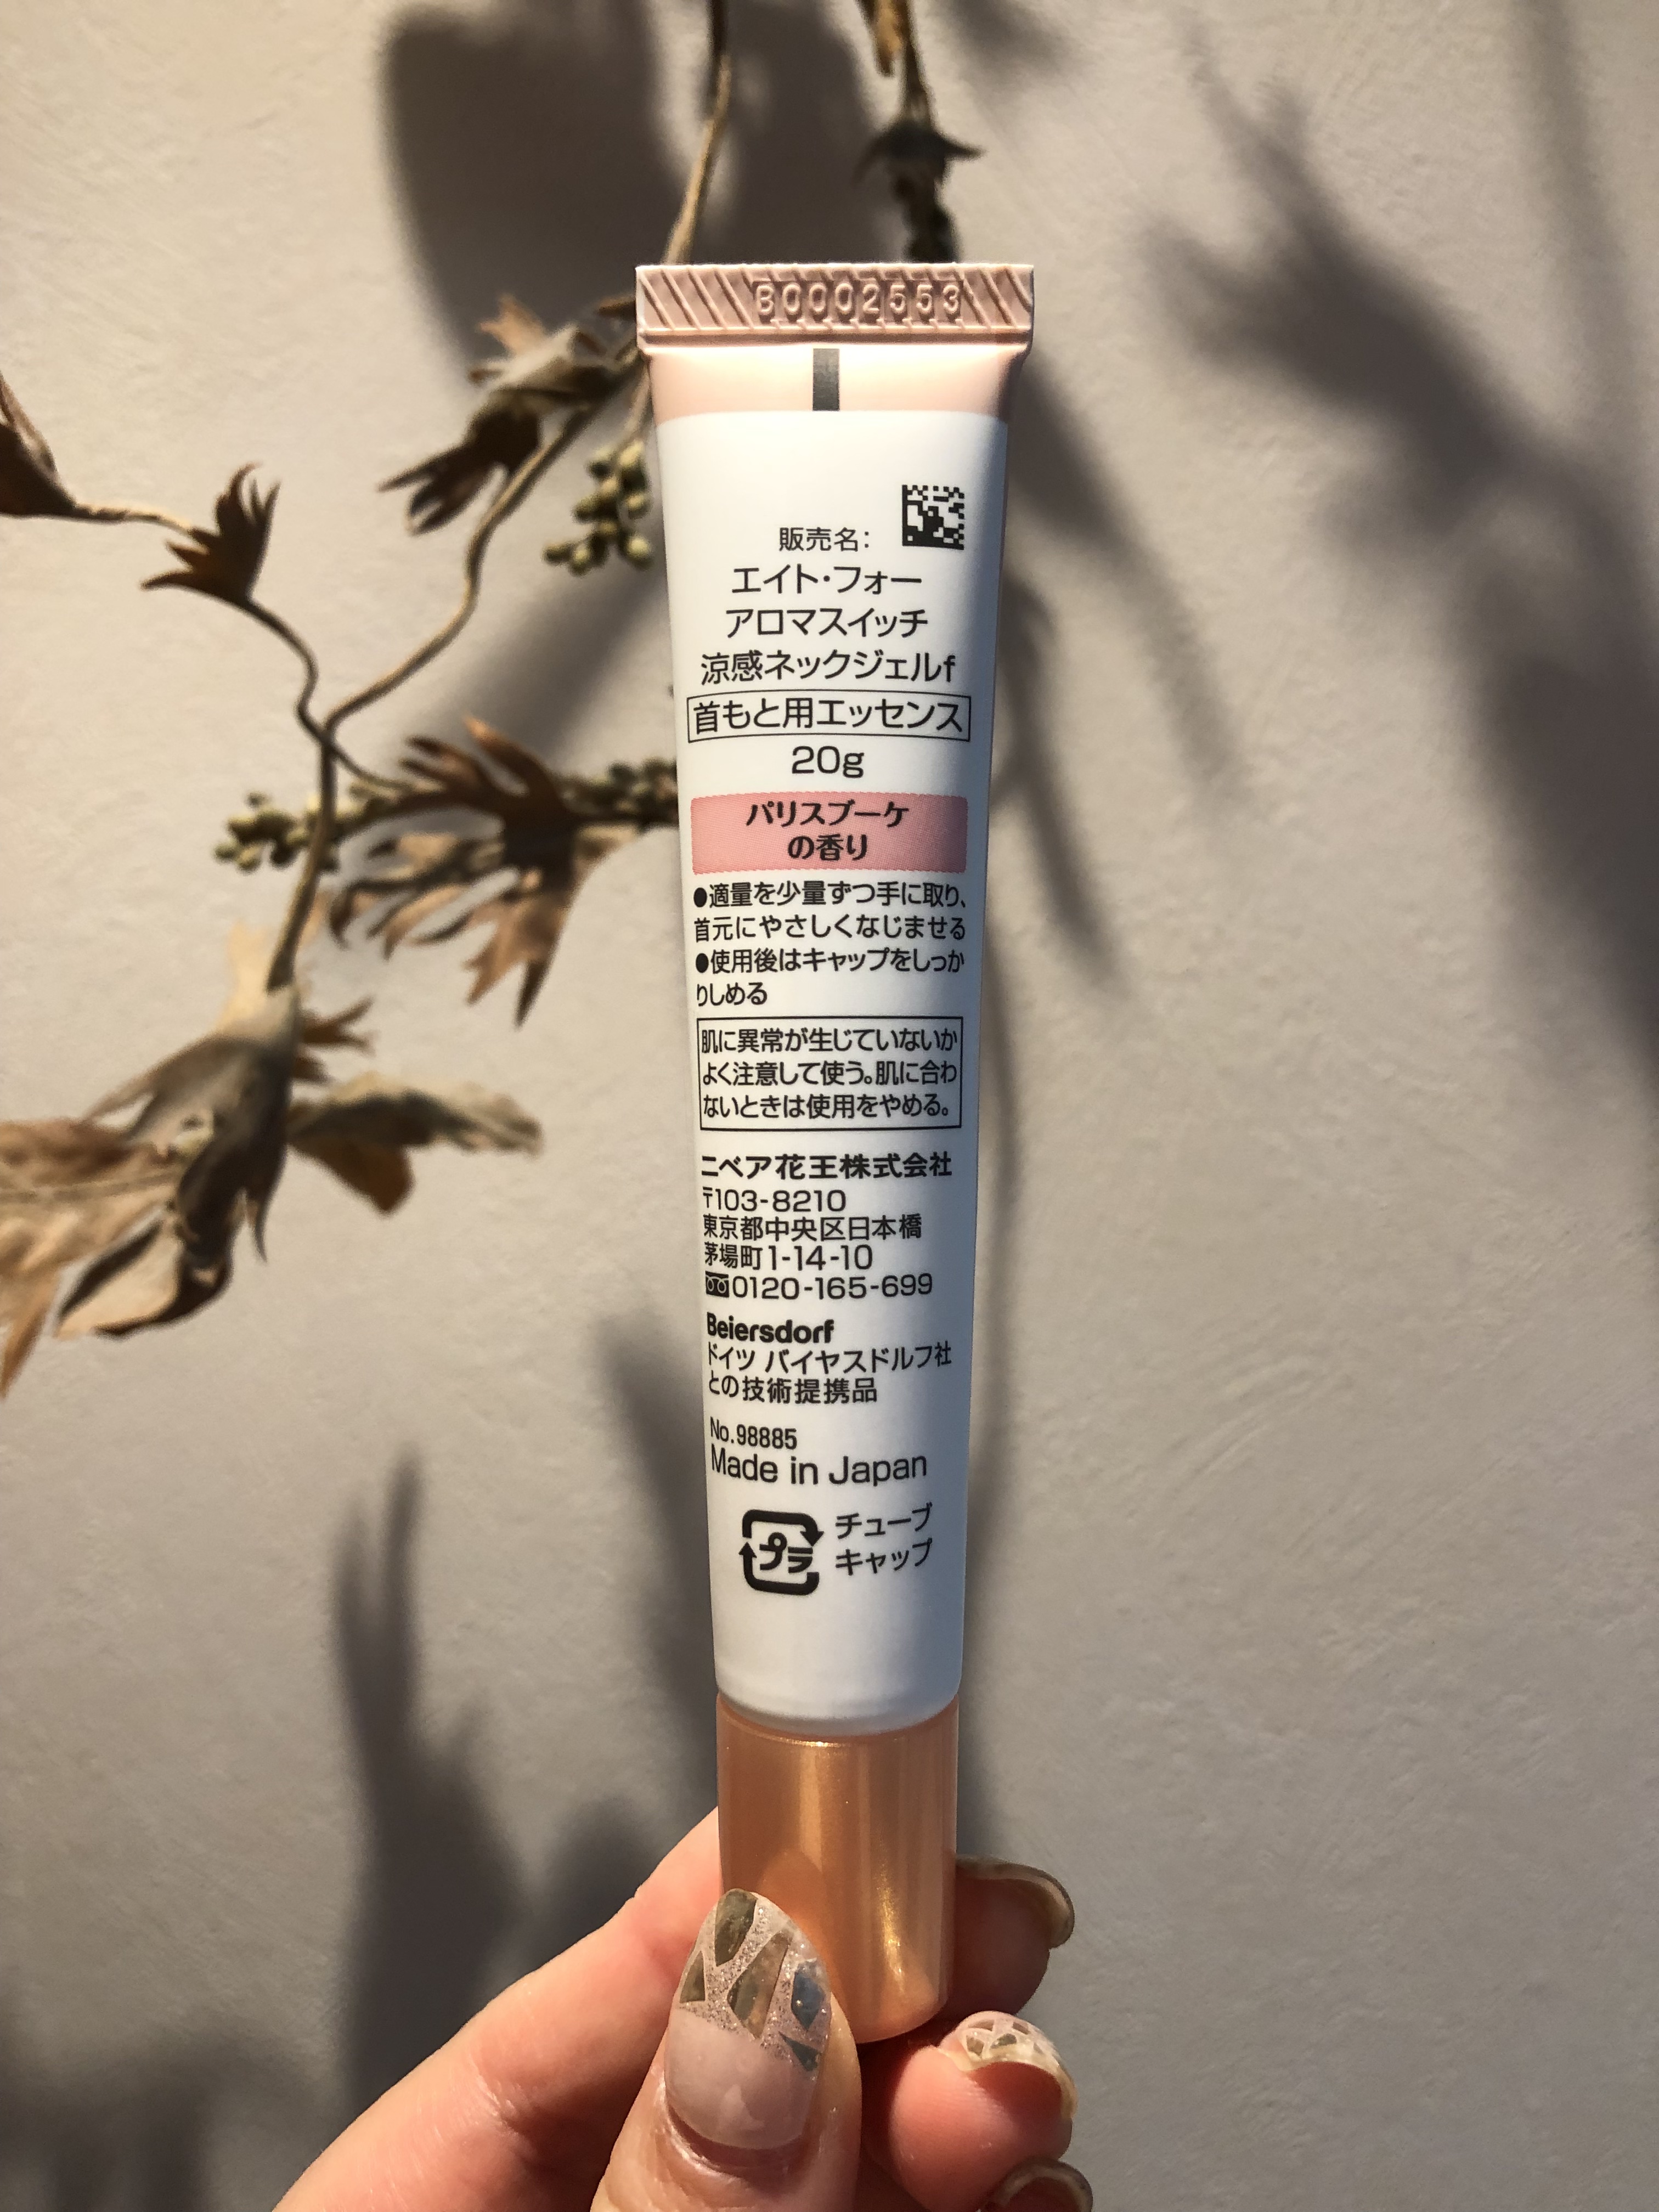 B0002553
販売名：
エイト・フォー
アロマスイッチ
涼感ネックジェルf
首もと用エッセンス
20g
パリスブーケ
の香り
●適量を少量ずつ手に取り、
首元にやさしくなじませる
●使用後はキャップをしっか
りしめる
肌に異常が生じていないか
よく注意して使う。肌に合わ
ないときは使用をやめる。
ニベア花王株式会社
〒103-8210
東京都中央区日本橋
茅場町1-14-10
0120-165-699
Beiersdorf
ドイツ バイヤスドルフ社
との技術提携品
No.98885
Made in Japan
プラ チューブ
キャップ